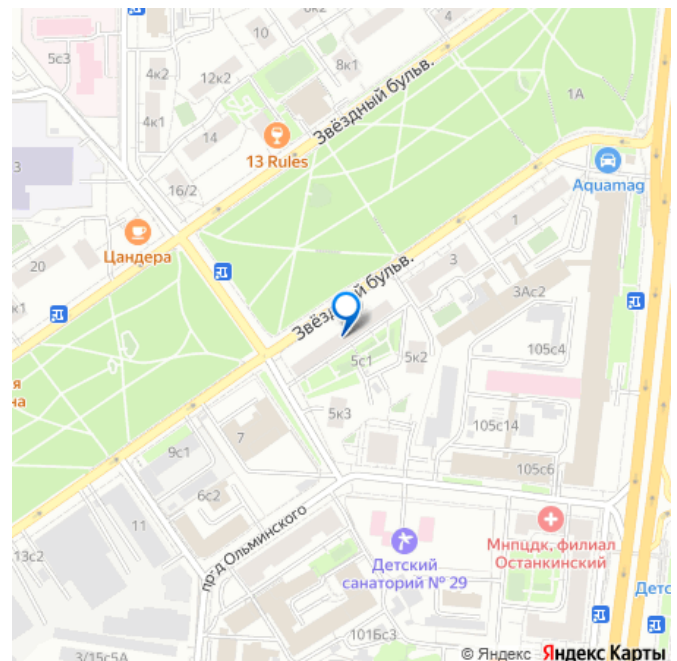 10
5с3
4к2
12к2
8к1
Звёздный бульв.
1А
4к1
14
13 Rules
3
Aquamag
16/2
1
Цандера
20
Звёздный бульв.
3
к1
3Ас2
105с4
5с1
5к2
я
на
5к3
7
105с14
9с1
105с6
6с2
11
пр-д Ольминского
Мнпцдк, филиал
Останкинский
13с2
Детский
санаторий № 29
Детс
101Бс3
3/15с5А
© Яндекс Яндекс Карты